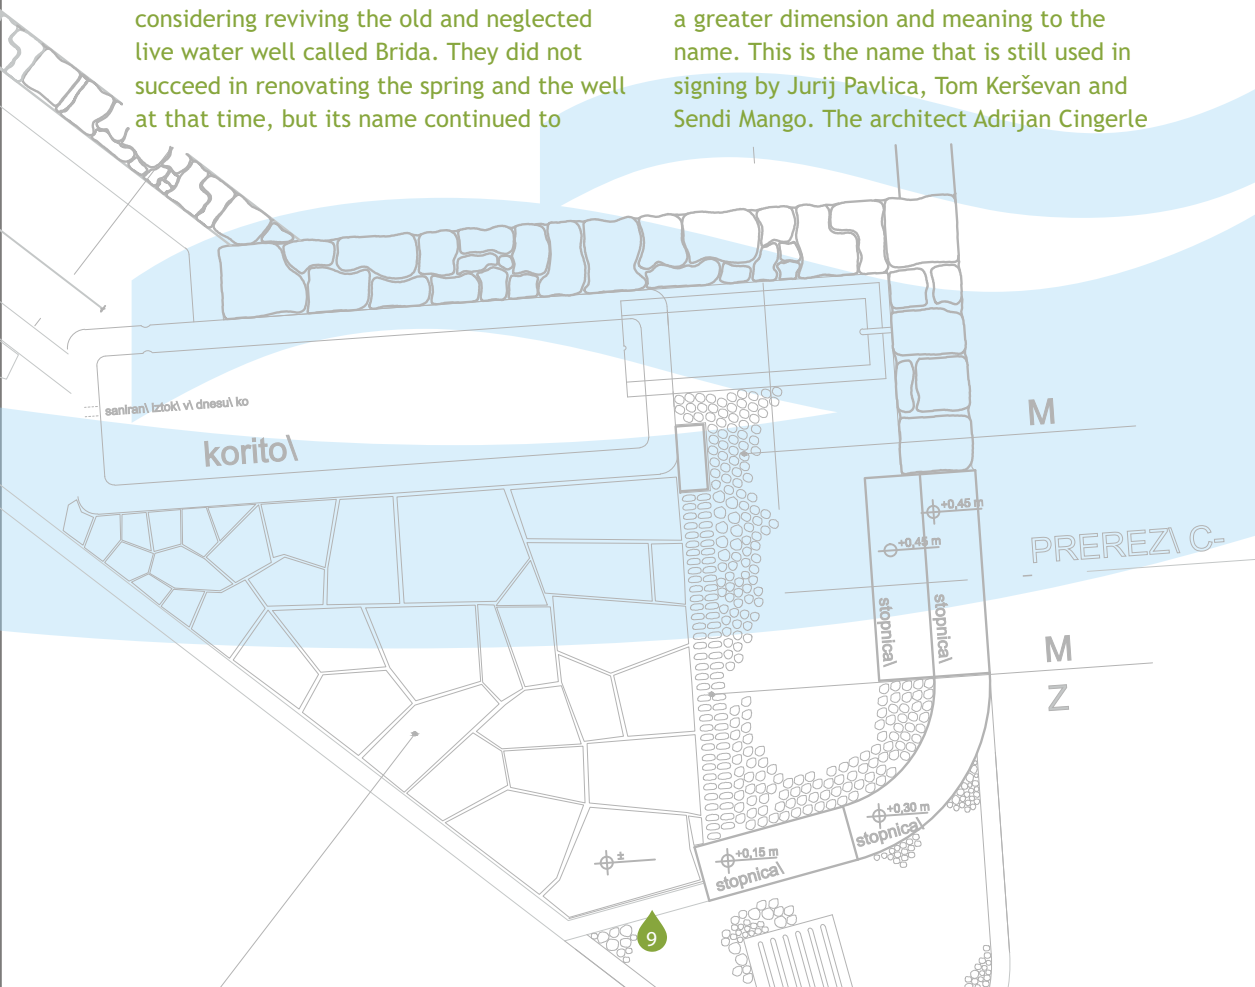 considering reviving the old and neglected
live water well called Brida. They did not
succeed in renovating the spring and the well
at that time, but its name continued to
a greater dimension and meaning to the
name. This is the name that is still used in
signing by Jurij Pavlica, Tom Kerševan and
Sendi Mango. The architect Adrijan Cingerle
saniran\ iztok\ v\ dnesu\ ko
korito\
M
+0,45 m
+0,45 m
PREREZ\ C-
stopnica\
stopnica\
M
Z
+0,30 m
stopnica\
±
+0,15 m
stopnica\
9